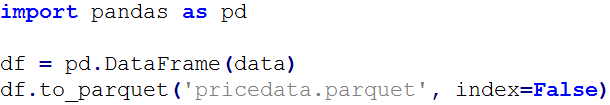 import pandas as pd
df = pd.DataFrame(data)
df.to_parquet('pricedata.parquet', index=False)